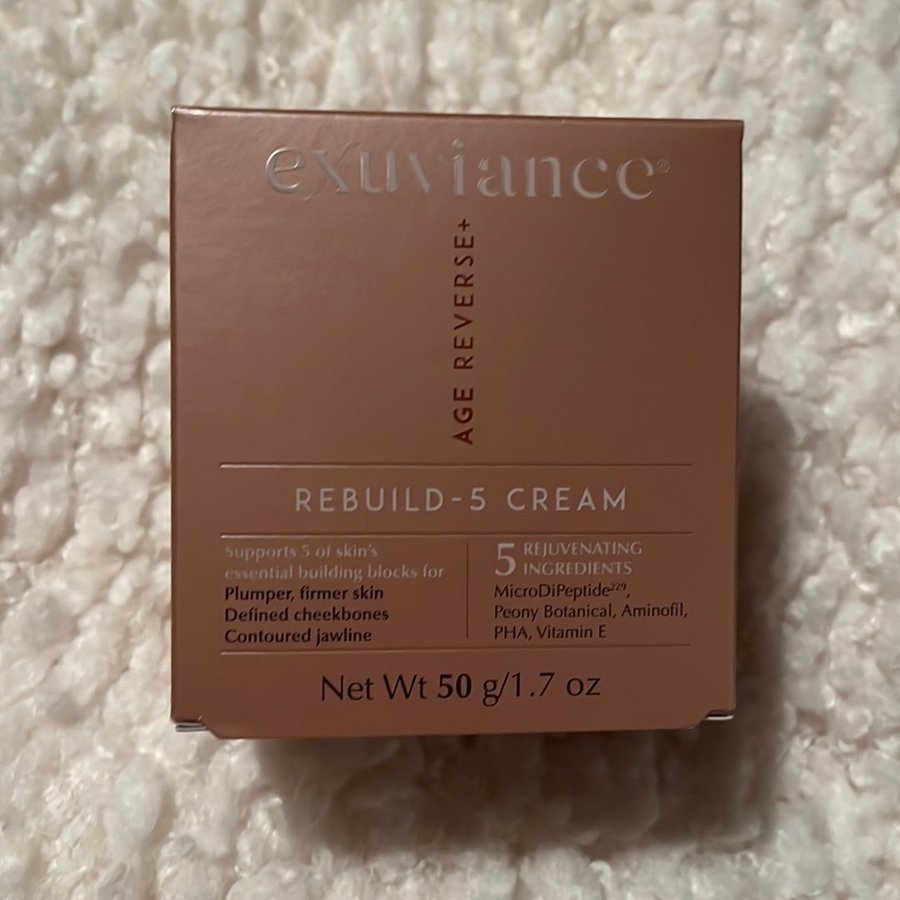 exuviance®
AGE REVERSE+
REBUILD-5 CREAM
Supports 5 of skin's
essential building blocks for
Plumper, firmer skin
Defined cheekbones
Contoured jawline
5 REJUVENATING
INGREDIENTS
MicroDiPeptide²²⁹,
Peony Botanical, Aminofil,
PHA, Vitamin E
Net Wt 50 g/1.7 oz